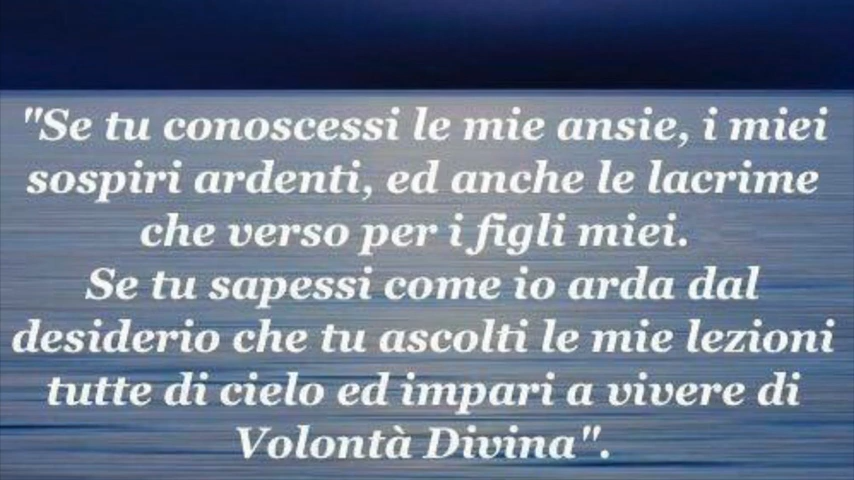 "Se tu conoscessi le mie ansie, i miei
sospiri ardenti, ed anche le lacrime
che verso per i figli miei.
Se tu sapessi come io arda dal
desiderio che tu ascolti le mie lezioni
tutte di cielo ed impari a vivere di
Volontà Divina".